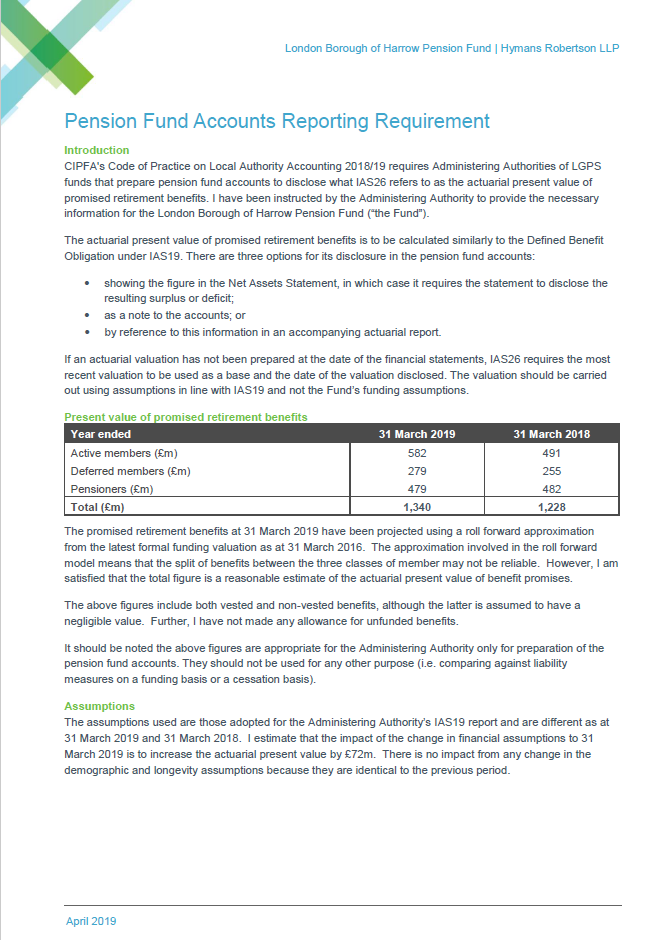 London Borough of Harrow Pension Fund | Hymans Robertson LLP
Pension Fund Accounts Reporting Requirement
Introduction
CIPFA's Code of Practice on Local Authority Accounting 2018/19 requires Administering Authorities of LGPS
funds that prepare pension fund accounts to disclose what IAS26 refers to as the actuarial present value of
promised retirement benefits. I have been instructed by the Administering Authority to provide the necessary
information for the London Borough of Harrow Pension Fund (“the Fund”).
The actuarial present value of promised retirement benefits is to be calculated similarly to the Defined Benefit
Obligation under IAS19. There are three options for its disclosure in the pension fund accounts:
• showing the figure in the Net Assets Statement, in which case it requires the statement to disclose the
resulting surplus or deficit;
• as a note to the accounts; or
• by reference to this information in an accompanying actuarial report.
If an actuarial valuation has not been prepared at the date of the financial statements, IAS26 requires the most
recent valuation to be used as a base and the date of the valuation disclosed. The valuation should be carried
out using assumptions in line with IAS19 and not the Fund's funding assumptions.
Present value of promised retirement benefits
Year ended 31 March 2019 31 March 2018
Active members (£m) 582 491
Deferred members (£m) 279 255
Pensioners (£m) 479 482
Total (£m) 1,340 1,228
The promised retirement benefits at 31 March 2019 have been projected using a roll forward approximation
from the latest formal funding valuation as at 31 March 2016. The approximation involved in the roll forward
model means that the split of benefits between the three classes of member may not be reliable. However, I am
satisfied that the total figure is a reasonable estimate of the actuarial present value of benefit promises.
The above figures include both vested and non-vested benefits, although the latter is assumed to have a
negligible value. Further, I have not made any allowance for unfunded benefits.
It should be noted the above figures are appropriate for the Administering Authority only for preparation of the
pension fund accounts. They should not be used for any other purpose (i.e. comparing against liability
measures on a funding basis or a cessation basis).
Assumptions
The assumptions used are those adopted for the Administering Authority's IAS19 report and are different as at
31 March 2019 and 31 March 2018. I estimate that the impact of the change in financial assumptions to 31
March 2019 is to increase the actuarial present value by £72m. There is no impact from any change in the
demographic and longevity assumptions because they are identical to the previous period.
April 2019